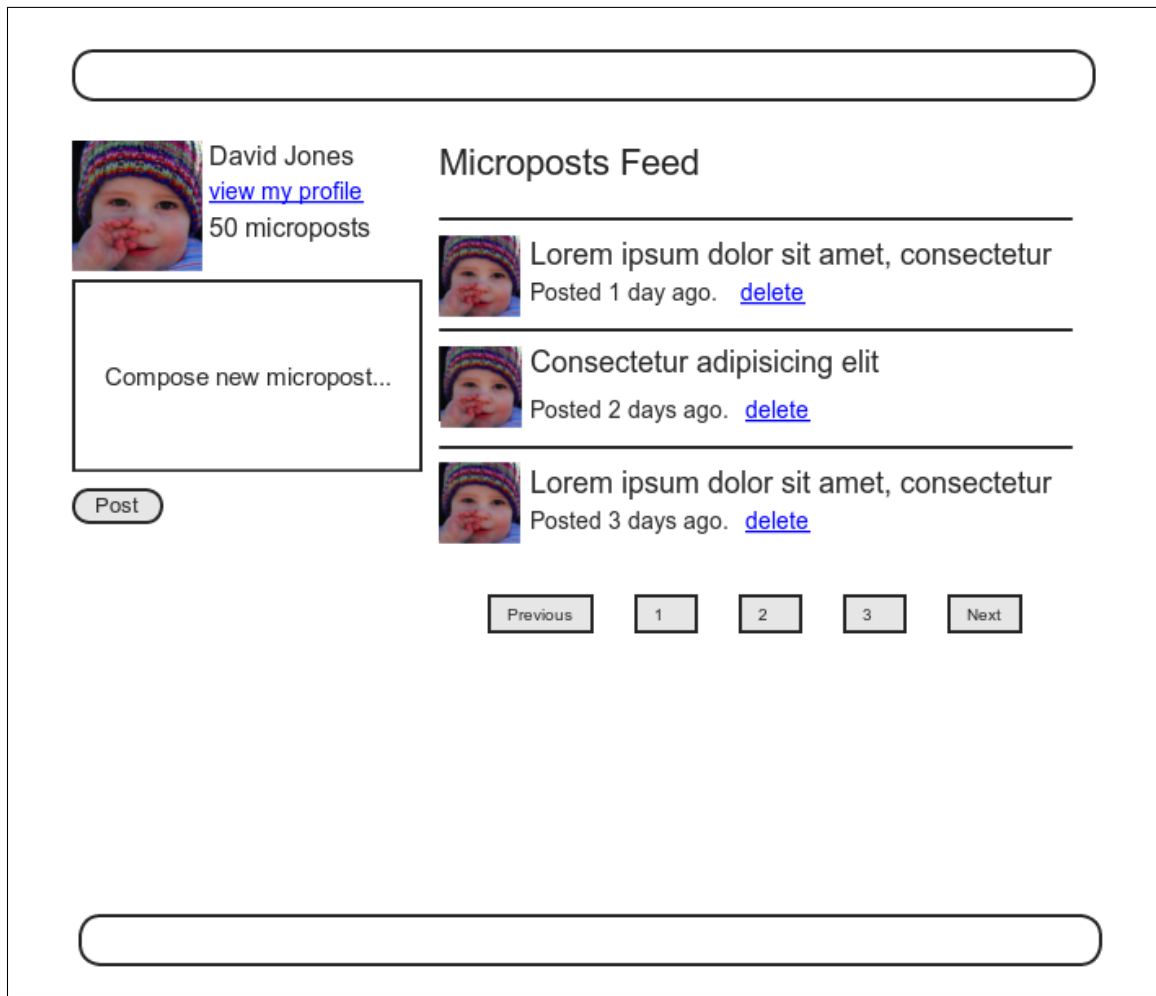 David Jones
view my profile
50 microposts
Compose new micropost...
Post
Microposts Feed
Lorem ipsum dolor sit amet, consectetur
Posted 1 day ago. delete
Consectetur adipisicing elit
Posted 2 days ago. delete
Lorem ipsum dolor sit amet, consectetur
Posted 3 days ago. delete
Previous 1 2 3 Next